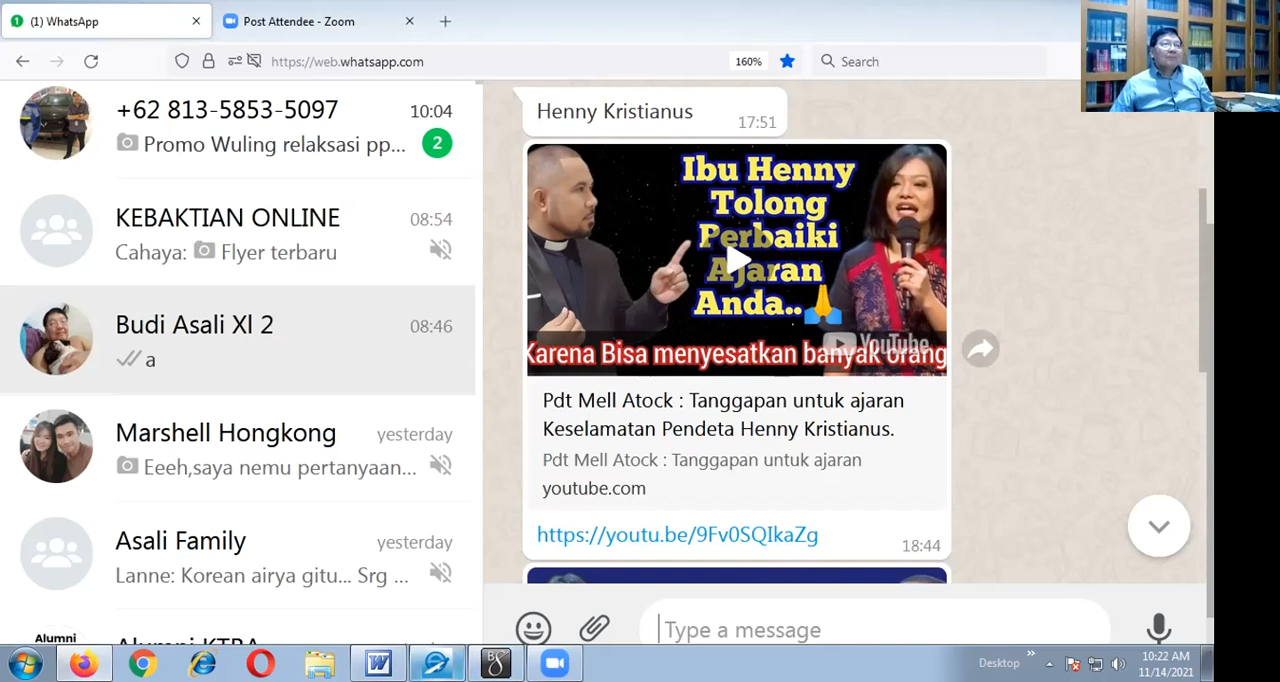 (1) WhatsApp
Post Attendee - Zoom
https://web.whatsapp.com
160%
Search
+62 813-5853-5097
10:04
Promo Wuling relaksasi pp...
2
KEBAKTIAN ONLINE
08:54
Cahaya: Flyer terbaru
Budi Asali Xl 2
08:46
a
Marshell Hongkong
yesterday
Eeeh,saya nemu pertanyaan...
Asali Family
yesterday
Lanne: Korean airya gitu... Srg ...
Alumni
Alumni KTBA
Henny Kristianus
17:51
Ibu Henny
Tolong
Perbaiki
Ajaran
Anda..
YouTube
Karena Bisa menyesatkan banyak orang
Pdt Mell Atock : Tanggapan untuk ajaran
Keselamatan Pendeta Henny Kristianus.
Pdt Mell Atock : Tanggapan untuk ajaran
youtube.com
https://youtu.be/9Fv0SQIkaZg
18:44
Type a message
Desktop
10:22 AM
11/14/2021